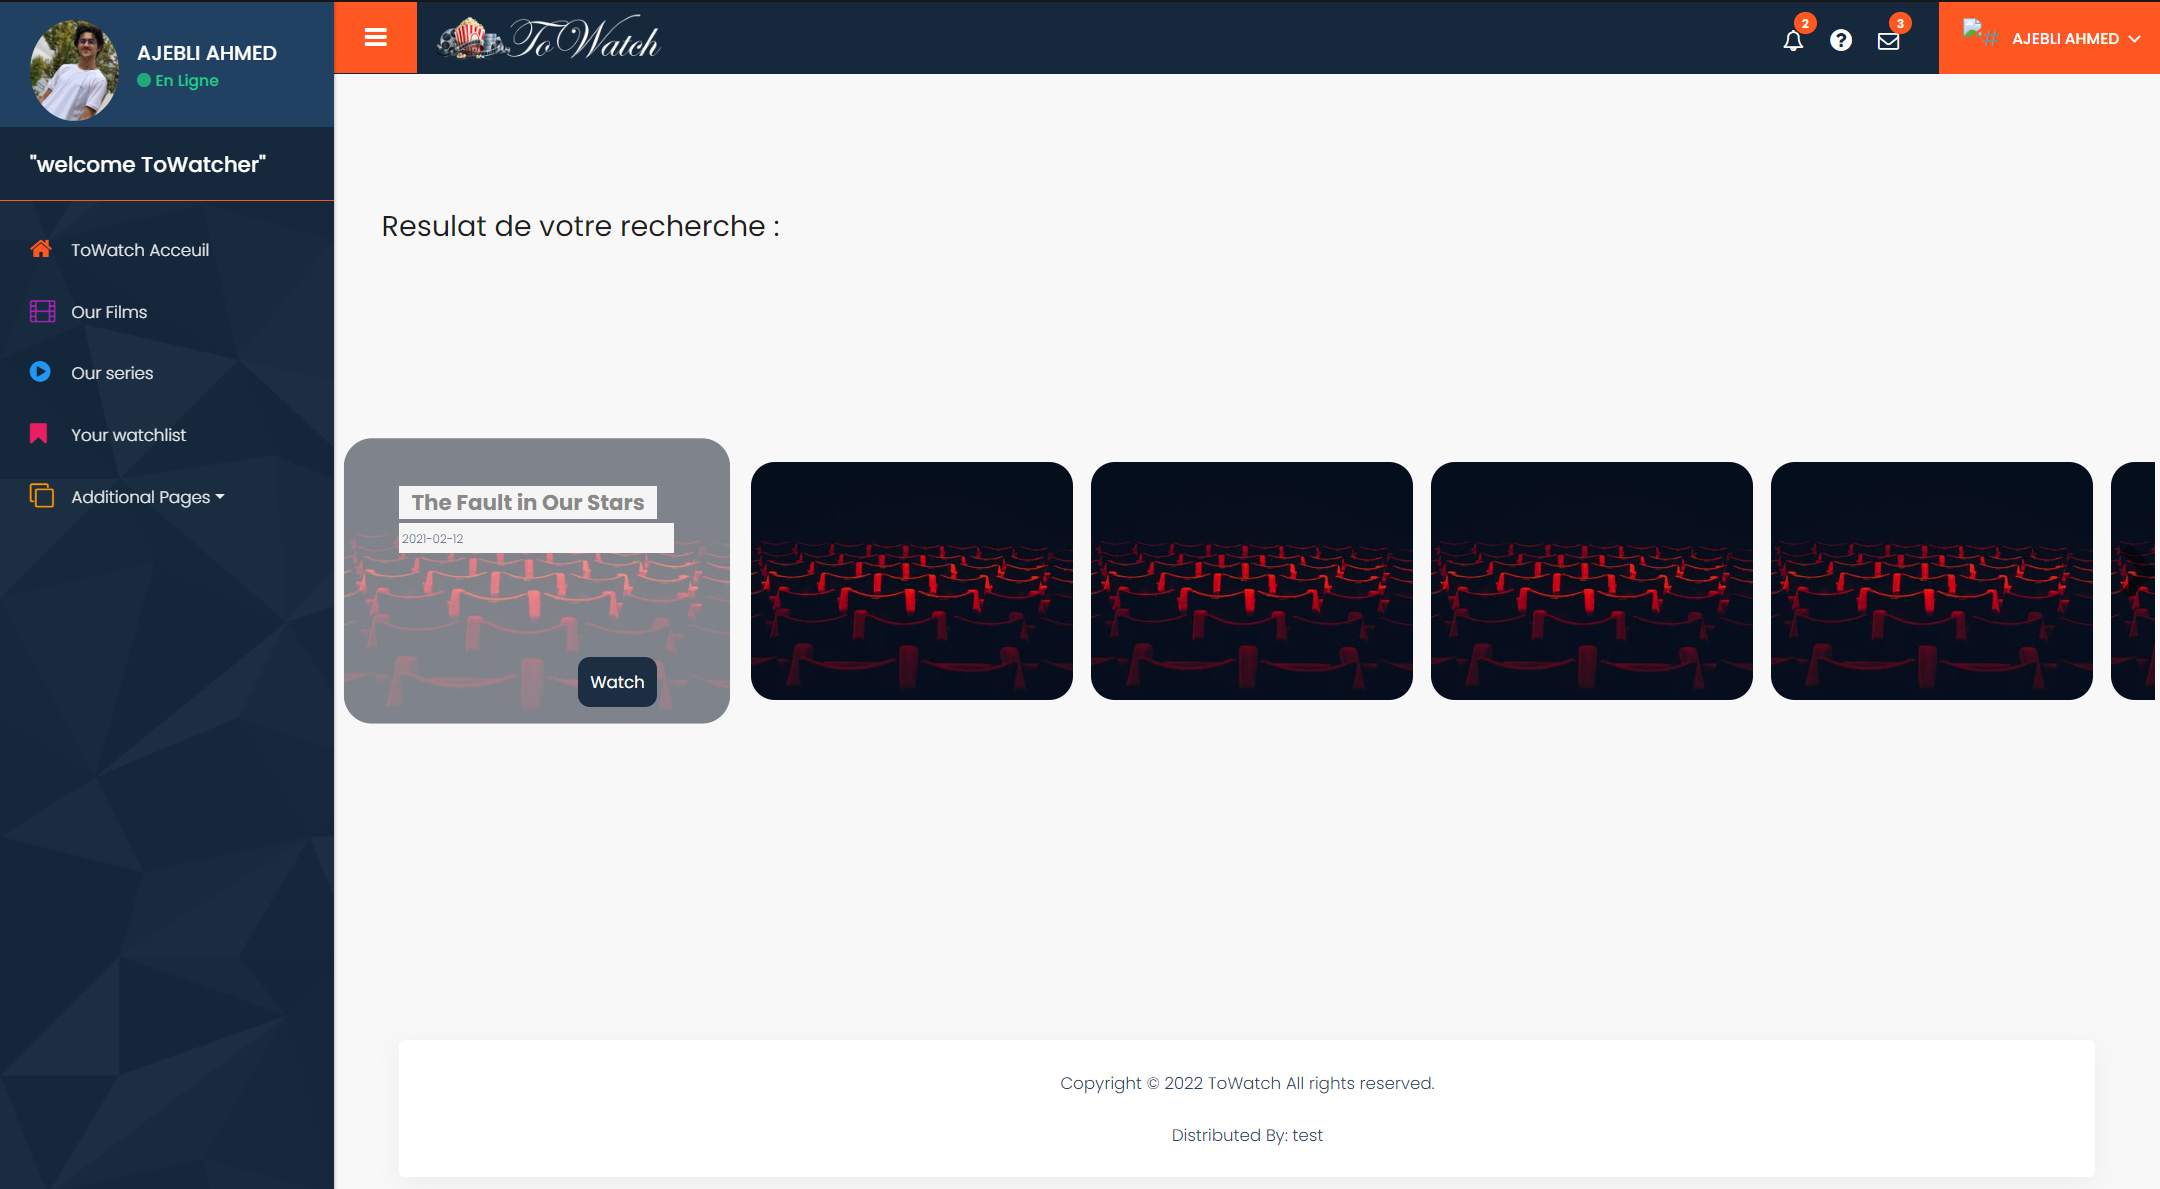 AJEBLI AHMED
En Ligne
"welcome ToWatcher"
ToWatch Acceuil
Our Films
Our series
Your watchlist
Additional Pages
ToWatch
2
3
#
AJEBLI AHMED
Resulat de votre recherche :
The Fault in Our Stars
2021-02-12
Watch
Copyright © 2022 ToWatch All rights reserved.
Distributed By: test